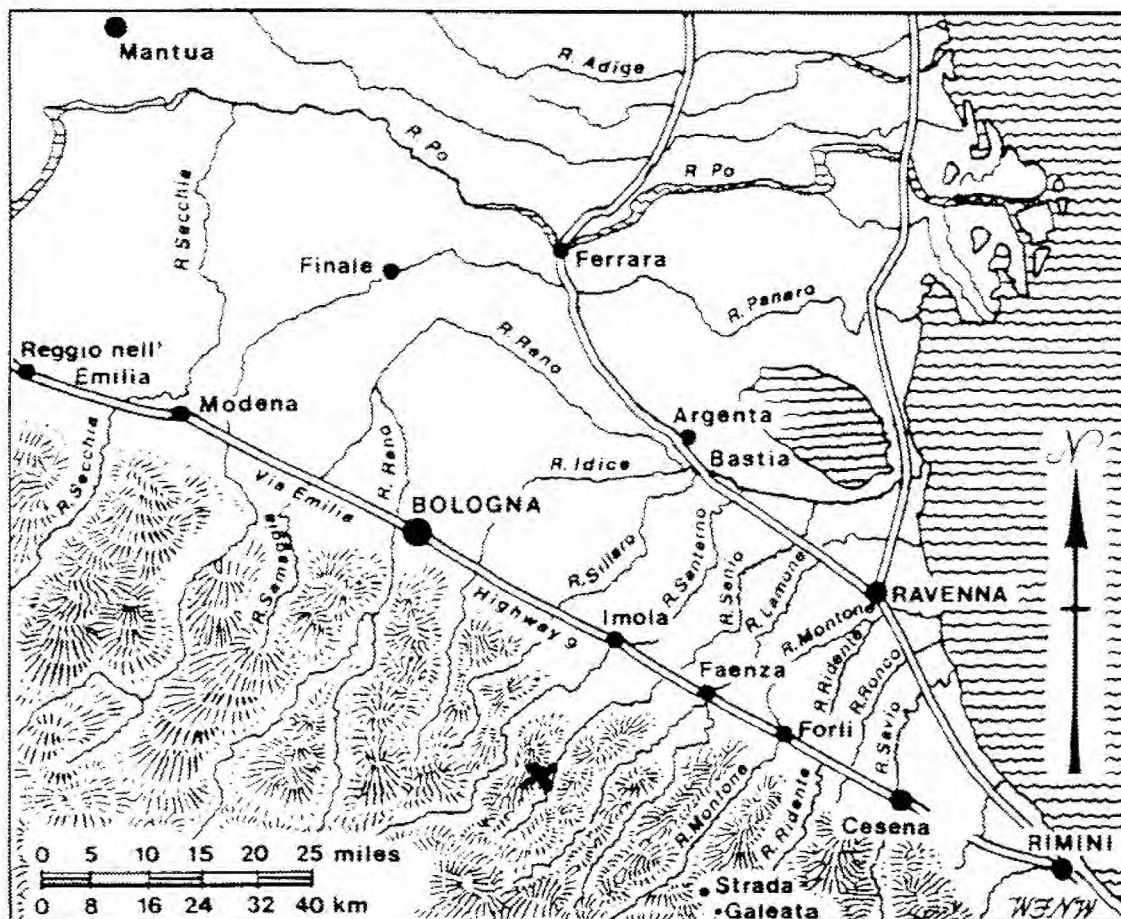 Mantua
R. Adige
R. Po
R Po
R Secchie
Finale
Ferrara
R. Panaro
R. Reno
Reggio nell'
Emilia
Modena
Argenta
Bastia
R. Secchia
R. Reno
R. Idice
Via Emilia
BOLOGNA
R. Samaggia
R. Sillaro
R. Santerno
R. Senio
R. Lamone
RAVENNA
Highway 9
Imola
R. Montone
Faenza
R. Ridente
R. Ronco
Forli
R. Savio
N
R. Montone
R. Ridente
Cesena
RIMINI
0 5 10 15 20 25 miles
0 8 16 24 32 40 km
Strada
Galeata
M.N.E.M.